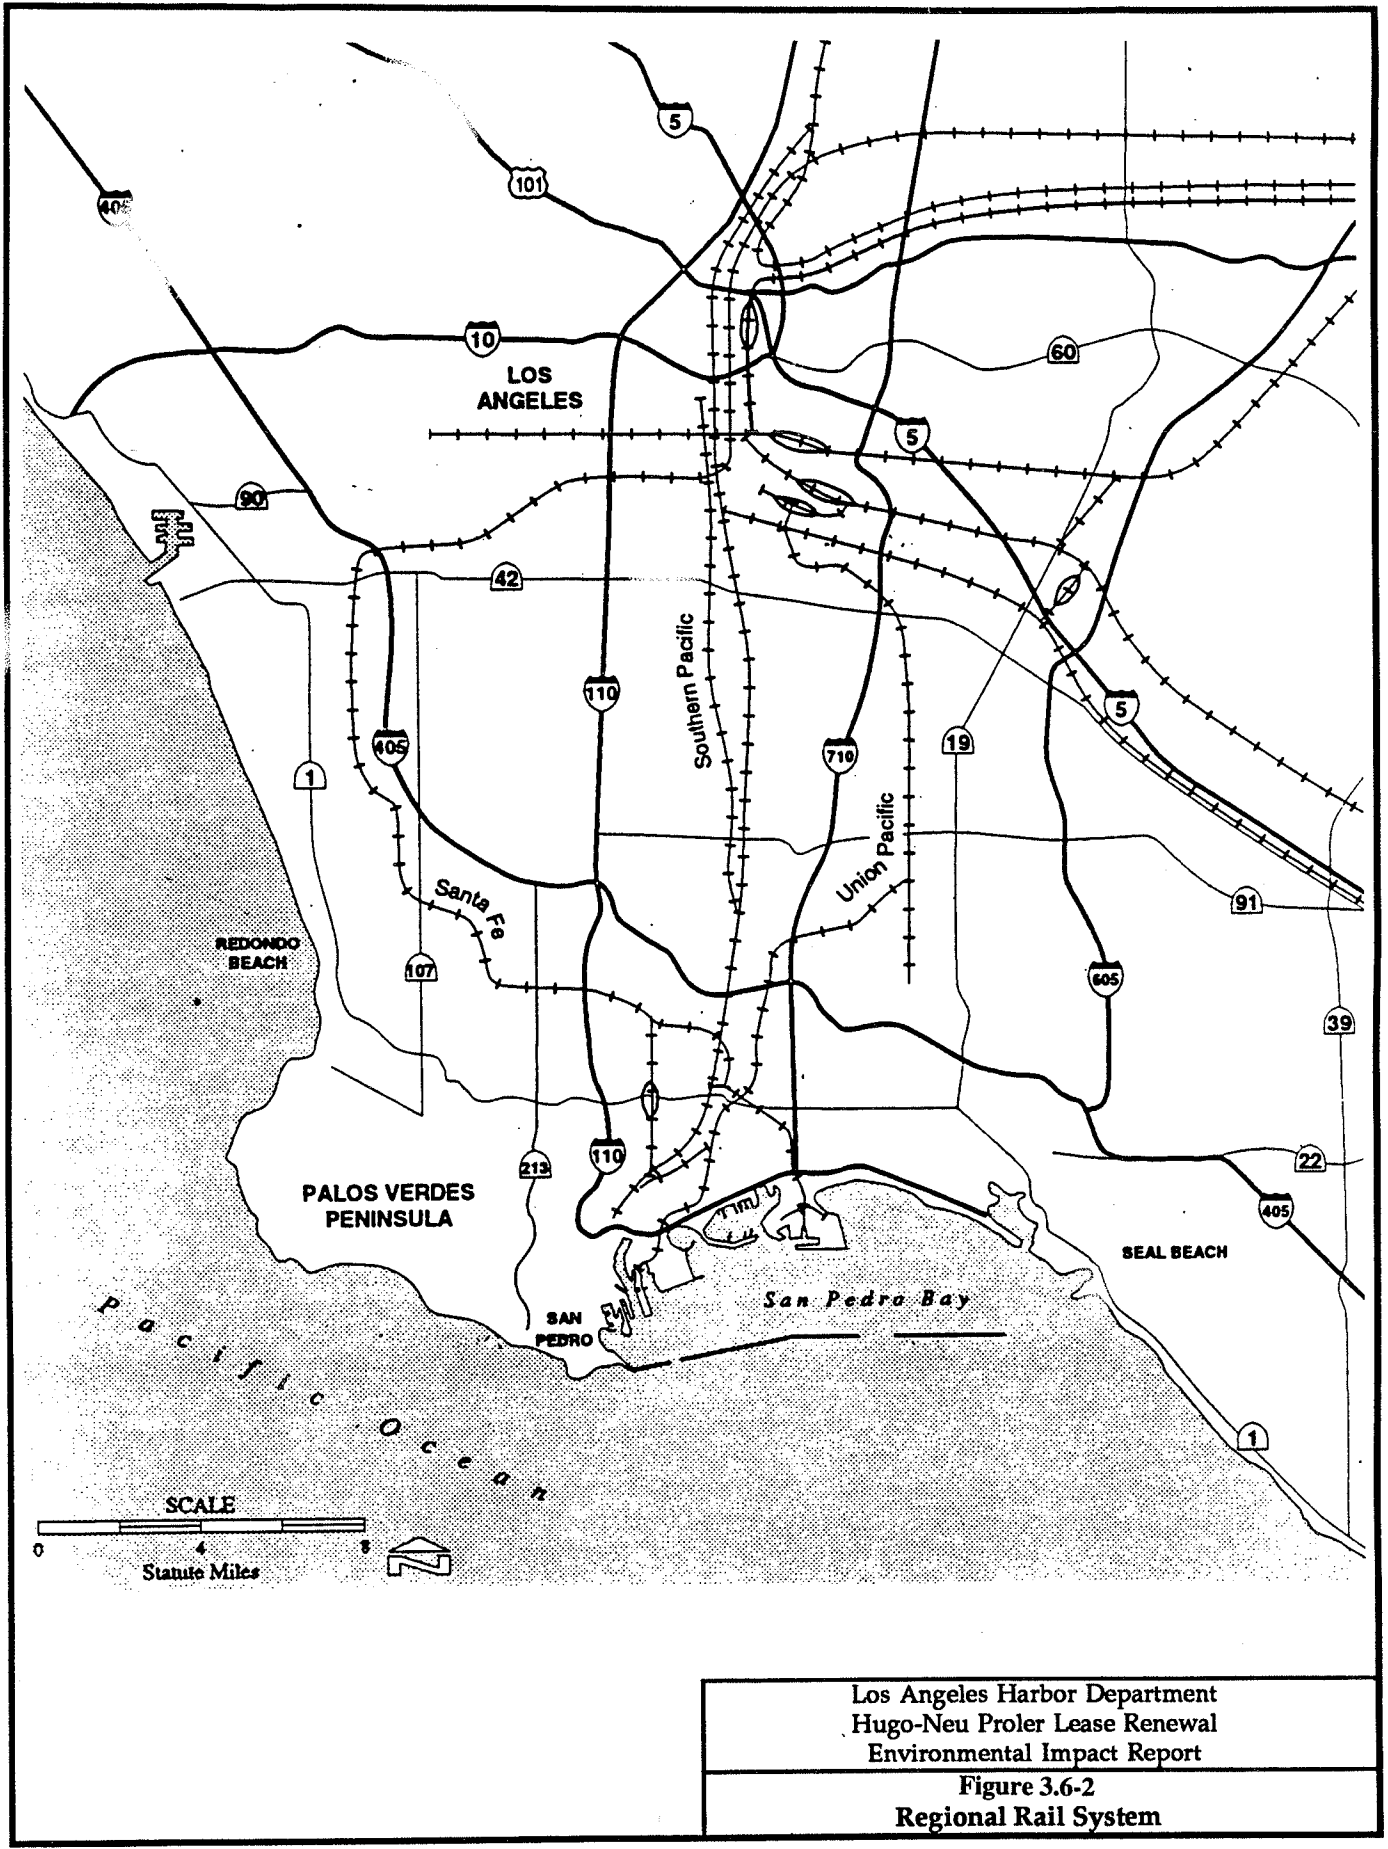 5
101
405
10
LOS
ANGELES
60
5
90
42
Southern Pacific
110
405
1
710
19
5
Union Pacific
Santa Fe
91
REDONDO
BEACH
107
605
39
110
213
22
405
PALOS VERDES
PENINSULA
SEAL BEACH
San Pedro Bay
SAN
PEDRO
Pacific Ocean
1
SCALE
0 4 8
Statute Miles
N
Los Angeles Harbor Department
Hugo-Neu Proler Lease Renewal
Environmental Impact Report
Figure 3.6-2
Regional Rail System